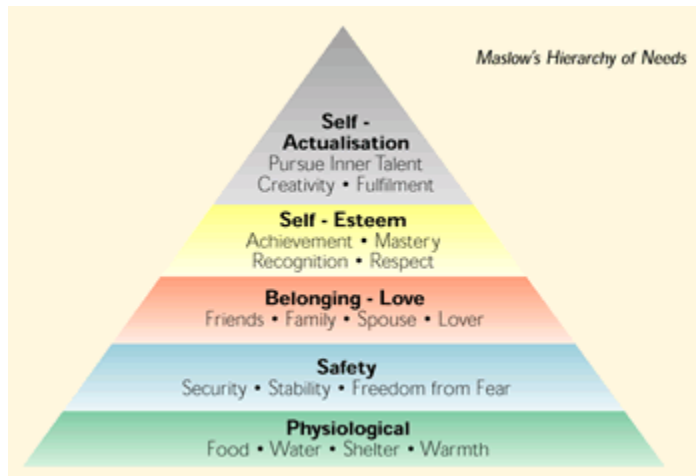 Maslow's Hierarchy of Needs
Self -
Actualisation
Pursue Inner Talent
Creativity • Fulfilment
Self - Esteem
Achievement • Mastery
Recognition • Respect
Belonging - Love
Friends • Family • Spouse • Lover
Safety
Security • Stability • Freedom from Fear
Physiological
Food • Water • Shelter • Warmth